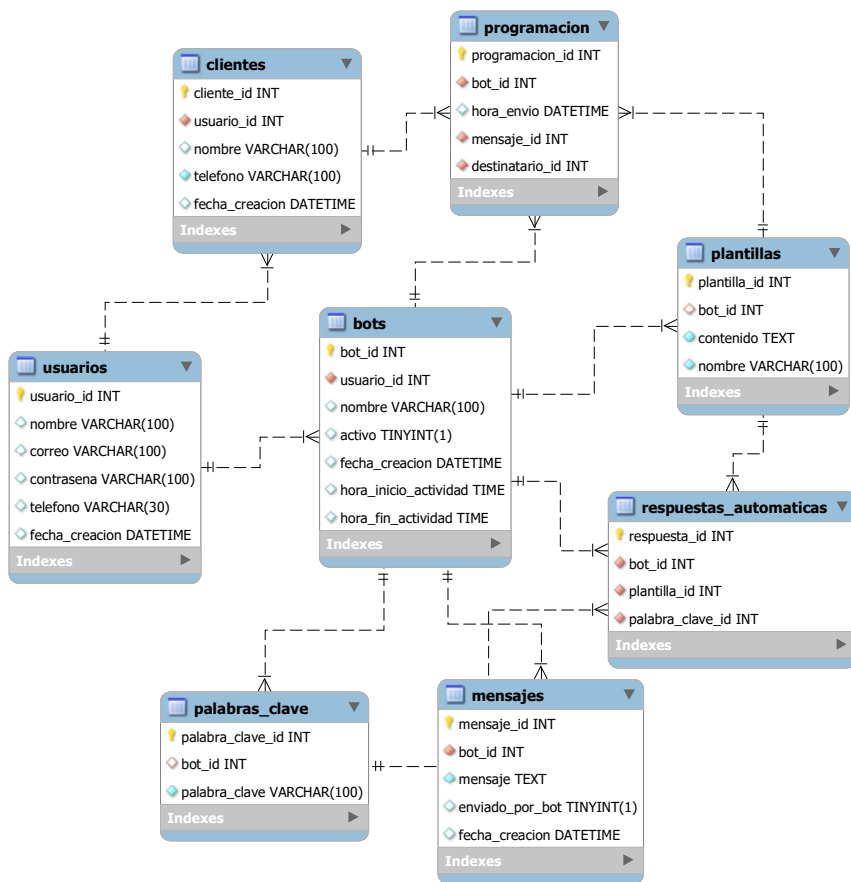 programacion
programacion_id INT
bot_id INT
hora_envio DATETIME
mensaje_id INT
destinatario_id INT
Indexes
clientes
cliente_id INT
usuario_id INT
nombre VARCHAR(100)
telefono VARCHAR(100)
fecha_creacion DATETIME
Indexes
plantillas
plantilla_id INT
bot_id INT
contenido TEXT
nombre VARCHAR(100)
Indexes
bots
bot_id INT
usuario_id INT
nombre VARCHAR(100)
activo TINYINT(1)
fecha_creacion DATETIME
hora_inicio_actividad TIME
hora_fin_actividad TIME
Indexes
usuarios
usuario_id INT
nombre VARCHAR(100)
correo VARCHAR(100)
contrasena VARCHAR(100)
telefono VARCHAR(30)
fecha_creacion DATETIME
Indexes
respuestas_automaticas
respuesta_id INT
bot_id INT
plantilla_id INT
palabra_clave_id INT
Indexes
palabras_clave
palabra_clave_id INT
bot_id INT
palabra_clave VARCHAR(100)
Indexes
mensajes
mensaje_id INT
bot_id INT
mensaje TEXT
enviado_por_bot TINYINT(1)
fecha_creacion DATETIME
Indexes